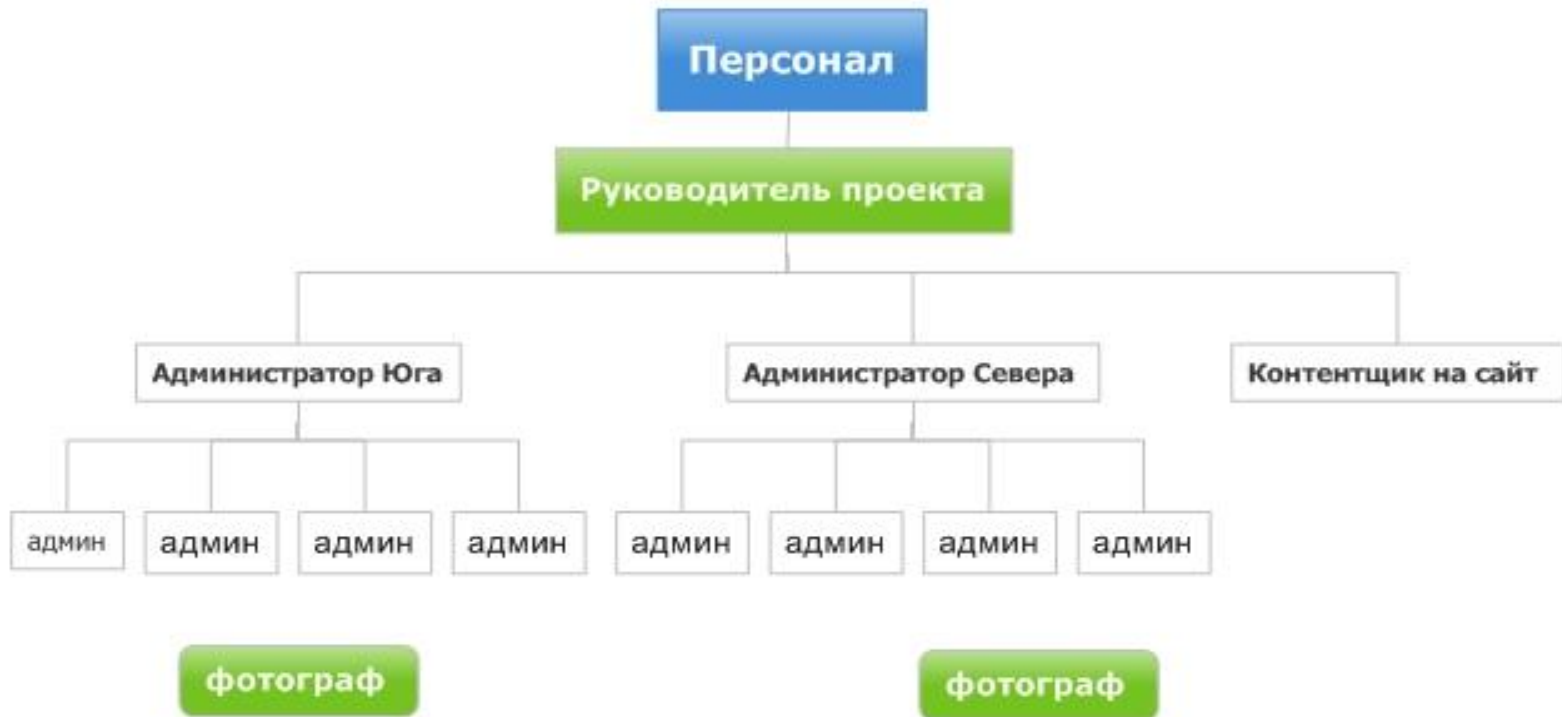 Персонал
Руководитель проекта
Администратор Юга
Администратор Севера
Контентщик на сайт
админ
админ
админ
админ
админ
админ
админ
админ
фотограф
фотограф